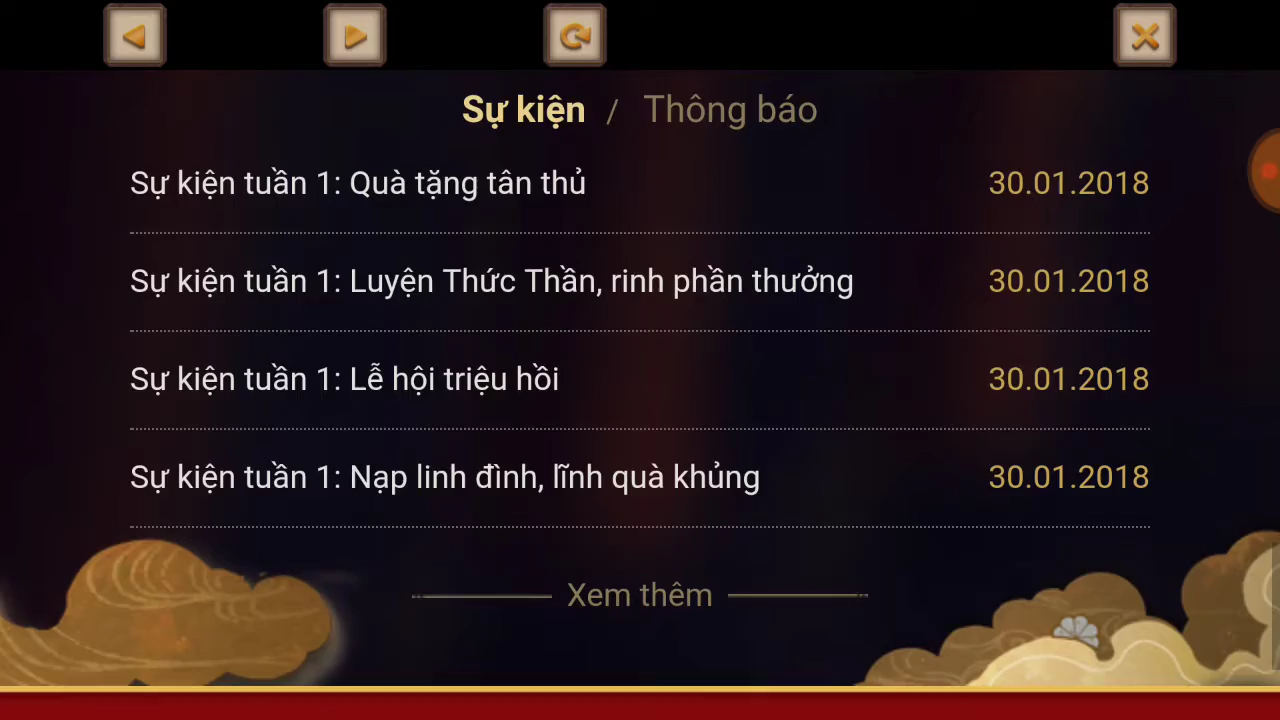 Sự kiện / Thông báo
Sự kiện tuần 1: Quà tặng tân thủ 30.01.2018
Sự kiện tuần 1: Luyện Thức Thần, rinh phần thưởng 30.01.2018
Sự kiện tuần 1: Lễ hội triệu hồi 30.01.2018
Sự kiện tuần 1: Nạp linh đình, lĩnh quà khủng 30.01.2018
Xem thêm